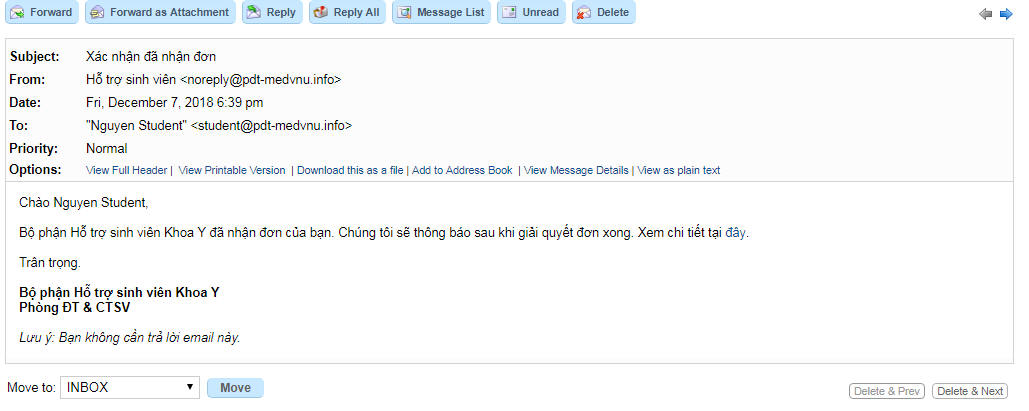 Forward Forward as Attachment Reply Reply All Message List Unread Delete
Subject: Xác nhận đã nhận đơn
From: Hỗ trợ sinh viên <noreply@pdt-medvnu.info>
Date: Fri, December 7, 2018 6:39 pm
To: "Nguyen Student" <student@pdt-medvnu.info>
Priority: Normal
Options: View Full Header | View Printable Version | Download this as a file | Add to Address Book | View Message Details | View as plain text
Chào Nguyen Student,
Bộ phận Hỗ trợ sinh viên Khoa Y đã nhận đơn của bạn. Chúng tôi sẽ thông báo sau khi giải quyết đơn xong. Xem chi tiết tại đây.
Trân trọng.
Bộ phận Hỗ trợ sinh viên Khoa Y
Phòng ĐT & CTSV
Lưu ý: Bạn không cần trả lời email này.
Move to: INBOX Move Delete & Prev Delete & Next